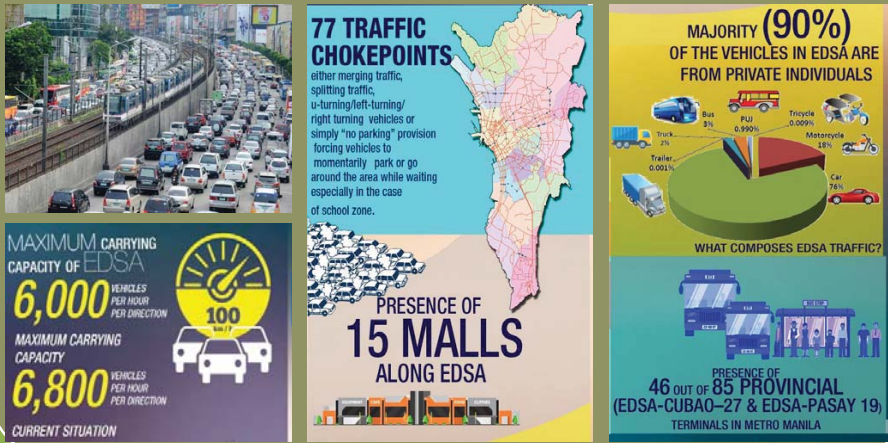 MAXIMUM CARRYING
CAPACITY OF EDSA
6,000 VEHICLES
PER HOUR
PER DIRECTION
100
km / h
MAXIMUM CARRYING
CAPACITY
6,800 VEHICLES
PER HOUR
PER DIRECTION
CURRENT SITUATION
77 TRAFFIC
CHOKEPOINTS
either merging traffic,
splitting traffic,
u-turning/left-turning/
right turning vehicles or
simply "no parking" provision
forcing vehicles to
momentarily park or go
around the area while waiting
especially in the case
of school zone.
PRESENCE OF
15 MALLS
ALONG EDSA
MAJORITY (90%)
OF THE VEHICLES IN EDSA ARE
FROM PRIVATE INDIVIDUALS
Bus
3%
PUJ
0.990%
Tricycle
0.009%
Truck
2%
Motorcycle
18%
Trailer
0.001%
Car
76%
WHAT COMPOSES EDSA TRAFFIC?
BUS STOP
PRESENCE OF
46 OUT OF 85 PROVINCIAL
(EDSA-CUBAO–27 & EDSA-PASAY 19)
TERMINALS IN METRO MANILA